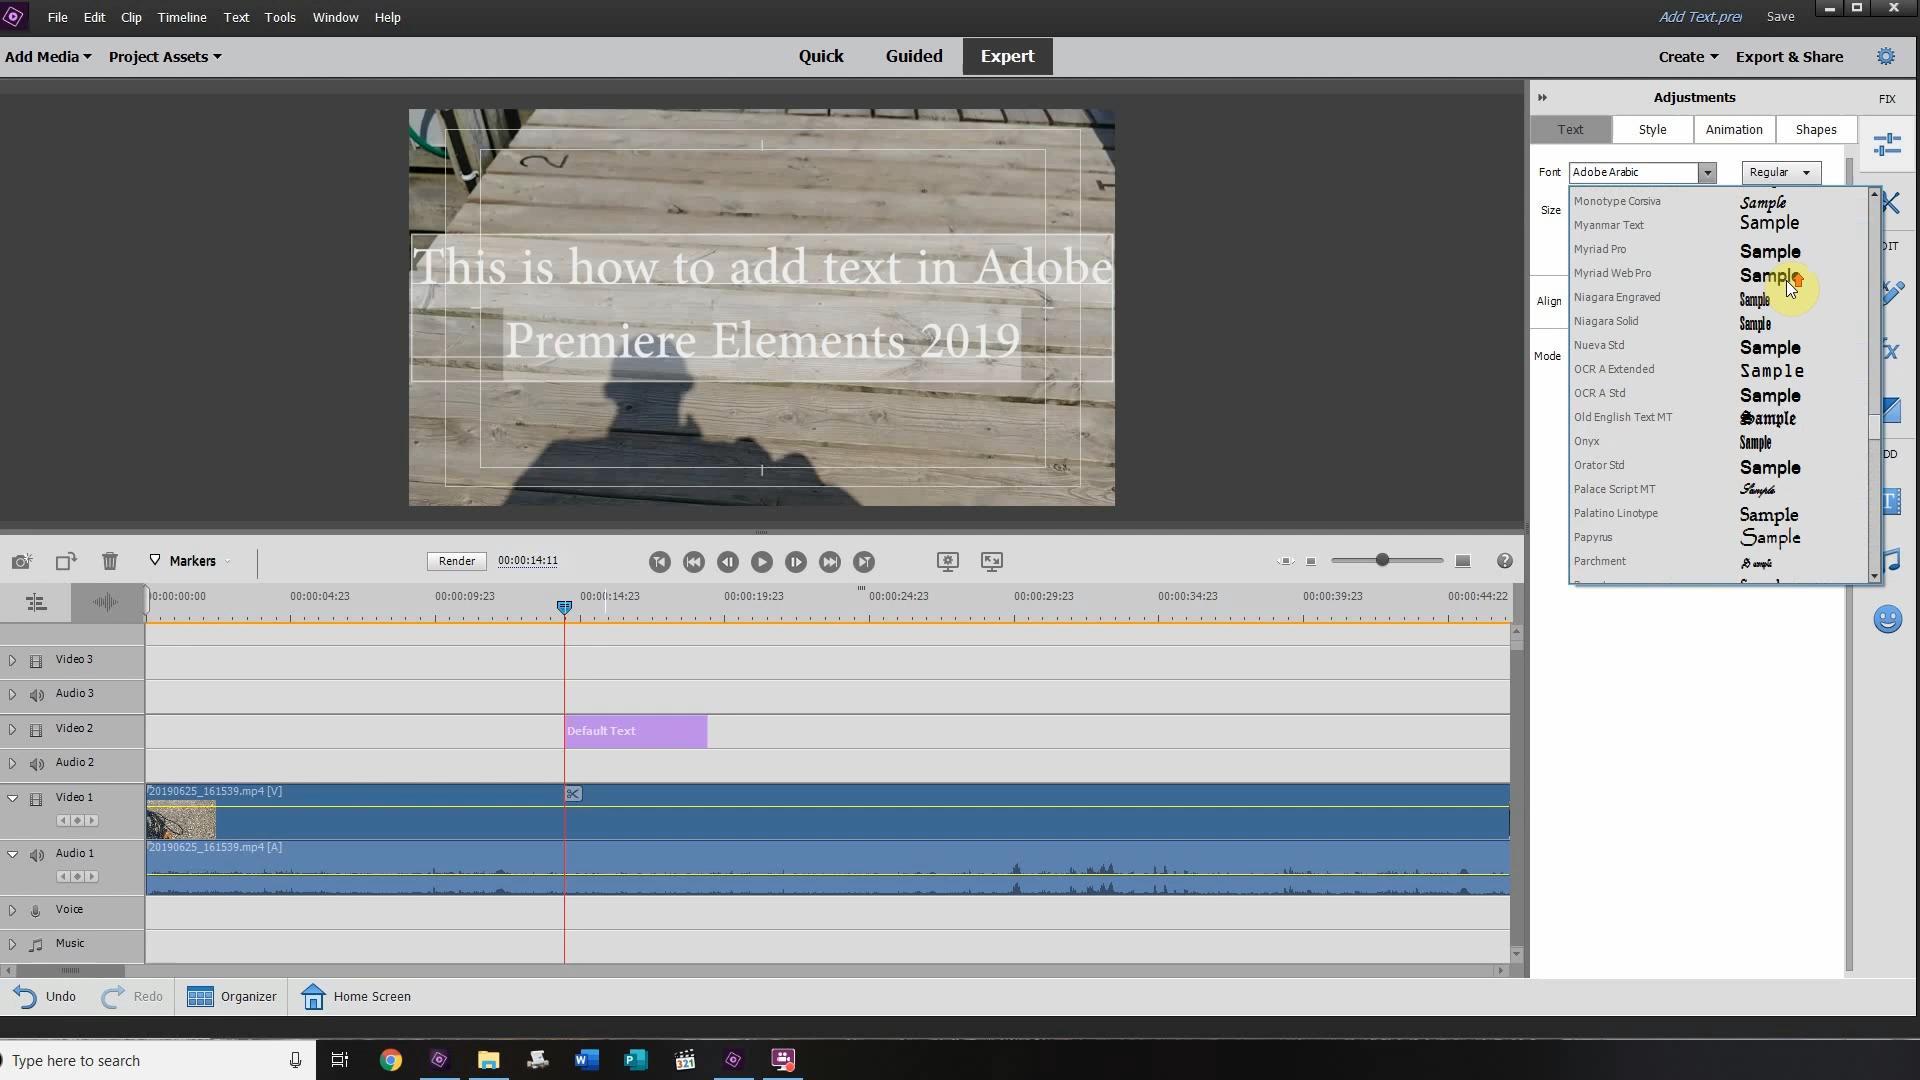 File Edit Clip Timeline Text Tools Window Help
Add Text.prel Save
Add Media Project Assets
Quick Guided Expert
Create Export & Share
Adjustments
FIX
Text Style Animation Shapes
Font Adobe Arabic Regular
Size
Align
Mode
Monotype Corsiva Sample
Myanmar Text Sample
Myriad Pro Sample
Myriad Web Pro Sample
Niagara Engraved Sample
Niagara Solid Sample
Nueva Std Sample
OCR A Extended Sample
OCR A Std Sample
Old English Text MT Sample
Onyx Sample
Orator Std Sample
Palace Script MT Sample
Palatino Linotype Sample
Papyrus Sample
Parchment Sample
This is how to add text in Adobe
Premiere Elements 2019
2
1
Markers
Render 00:00:14:11
00:00:00:00 00:00:04:23 00:00:09:23 00:00:14:23 00:00:19:23 00:00:24:23 00:00:29:23 00:00:34:23 00:00:39:23 00:00:44:22
Video 3
Audio 3
Video 2 Default Text
Audio 2
Video 1 20190625_161539.mp4 [V]
Audio 1 20190625_161539.mp4 [A]
Voice
Music
Undo Redo Organizer Home Screen
Type here to search
321